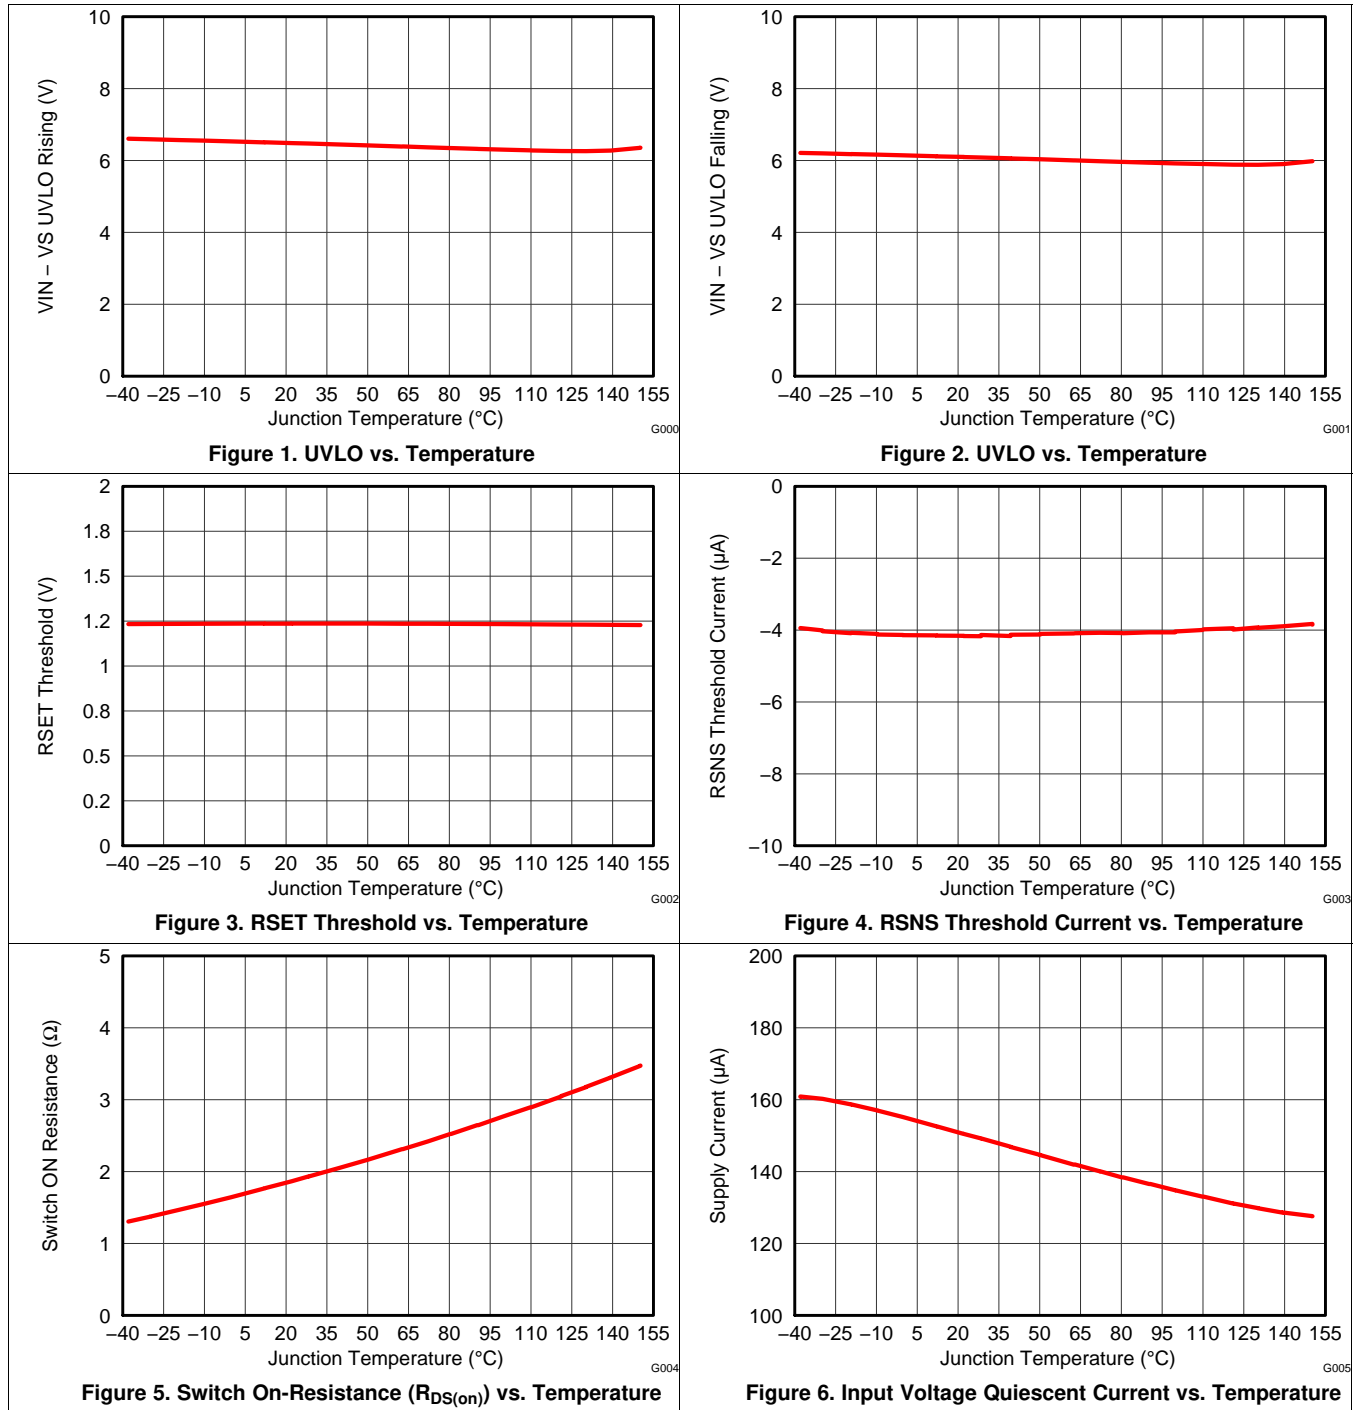 VIN – VS UVLO Rising (V)
10
8
6
4
2
0
−40 −25 −10 5 20 35 50 65 80 95 110 125 140 155
Junction Temperature (°C)
G000
Figure 1. UVLO vs. Temperature
VIN – VS UVLO Falling (V)
10
8
6
4
2
0
−40 −25 −10 5 20 35 50 65 80 95 110 125 140 155
Junction Temperature (°C)
G001
Figure 2. UVLO vs. Temperature
RSET Threshold (V)
2
1.8
1.5
1.2
1
0.8
0.5
0.2
0
−40 −25 −10 5 20 35 50 65 80 95 110 125 140 155
Junction Temperature (°C)
G002
Figure 3. RSET Threshold vs. Temperature
RSNS Threshold Current (µA)
0
−2
−4
−6
−8
−10
−40 −25 −10 5 20 35 50 65 80 95 110 125 140 155
Junction Temperature (°C)
G003
Figure 4. RSNS Threshold Current vs. Temperature
Switch ON Resistance (Ω)
5
4
3
2
1
0
−40 −25 −10 5 20 35 50 65 80 95 110 125 140 155
Junction Temperature (°C)
G004
Figure 5. Switch On-Resistance (RDS(on)) vs. Temperature
Supply Current (µA)
200
180
160
140
120
100
−40 −25 −10 5 20 35 50 65 80 95 110 125 140 155
Junction Temperature (°C)
G005
Figure 6. Input Voltage Quiescent Current vs. Temperature